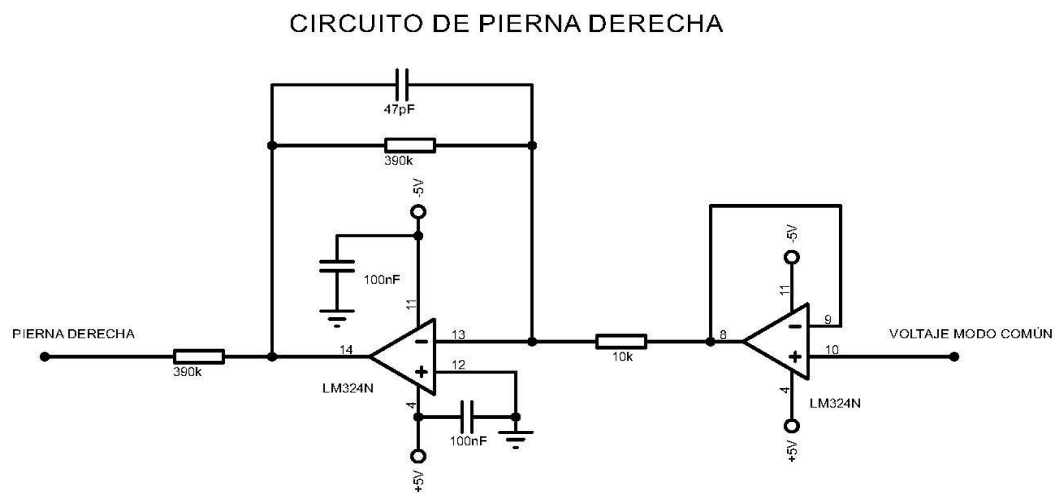 CIRCUITO DE PIERNA DERECHA
47pF
390k
-5V
100nF
11
-5V
11
PIERNA DERECHA
390k
14
13
12
LM324N
4
100nF
+5V
10k
8
9
10
VOLTAJE MODO COMÚN
LM324N
4
+5V